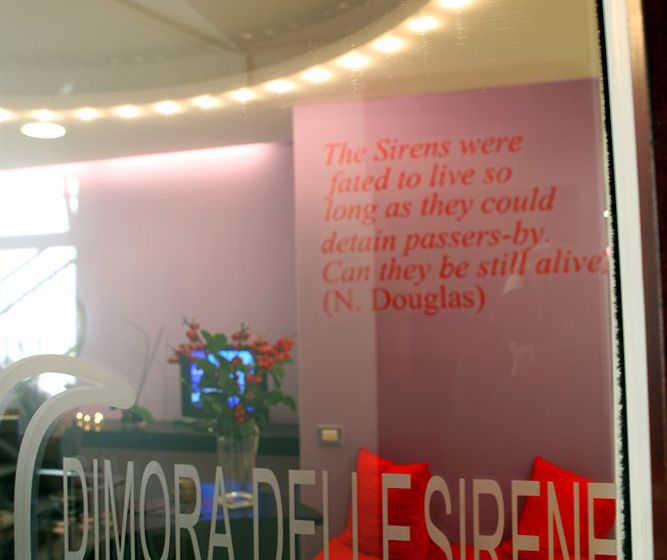 The Sirens were
fated to live so
long as they could
detain passers-by.
Can they be still alive?
(N. Douglas)
DIMORA DELLE SIRENE